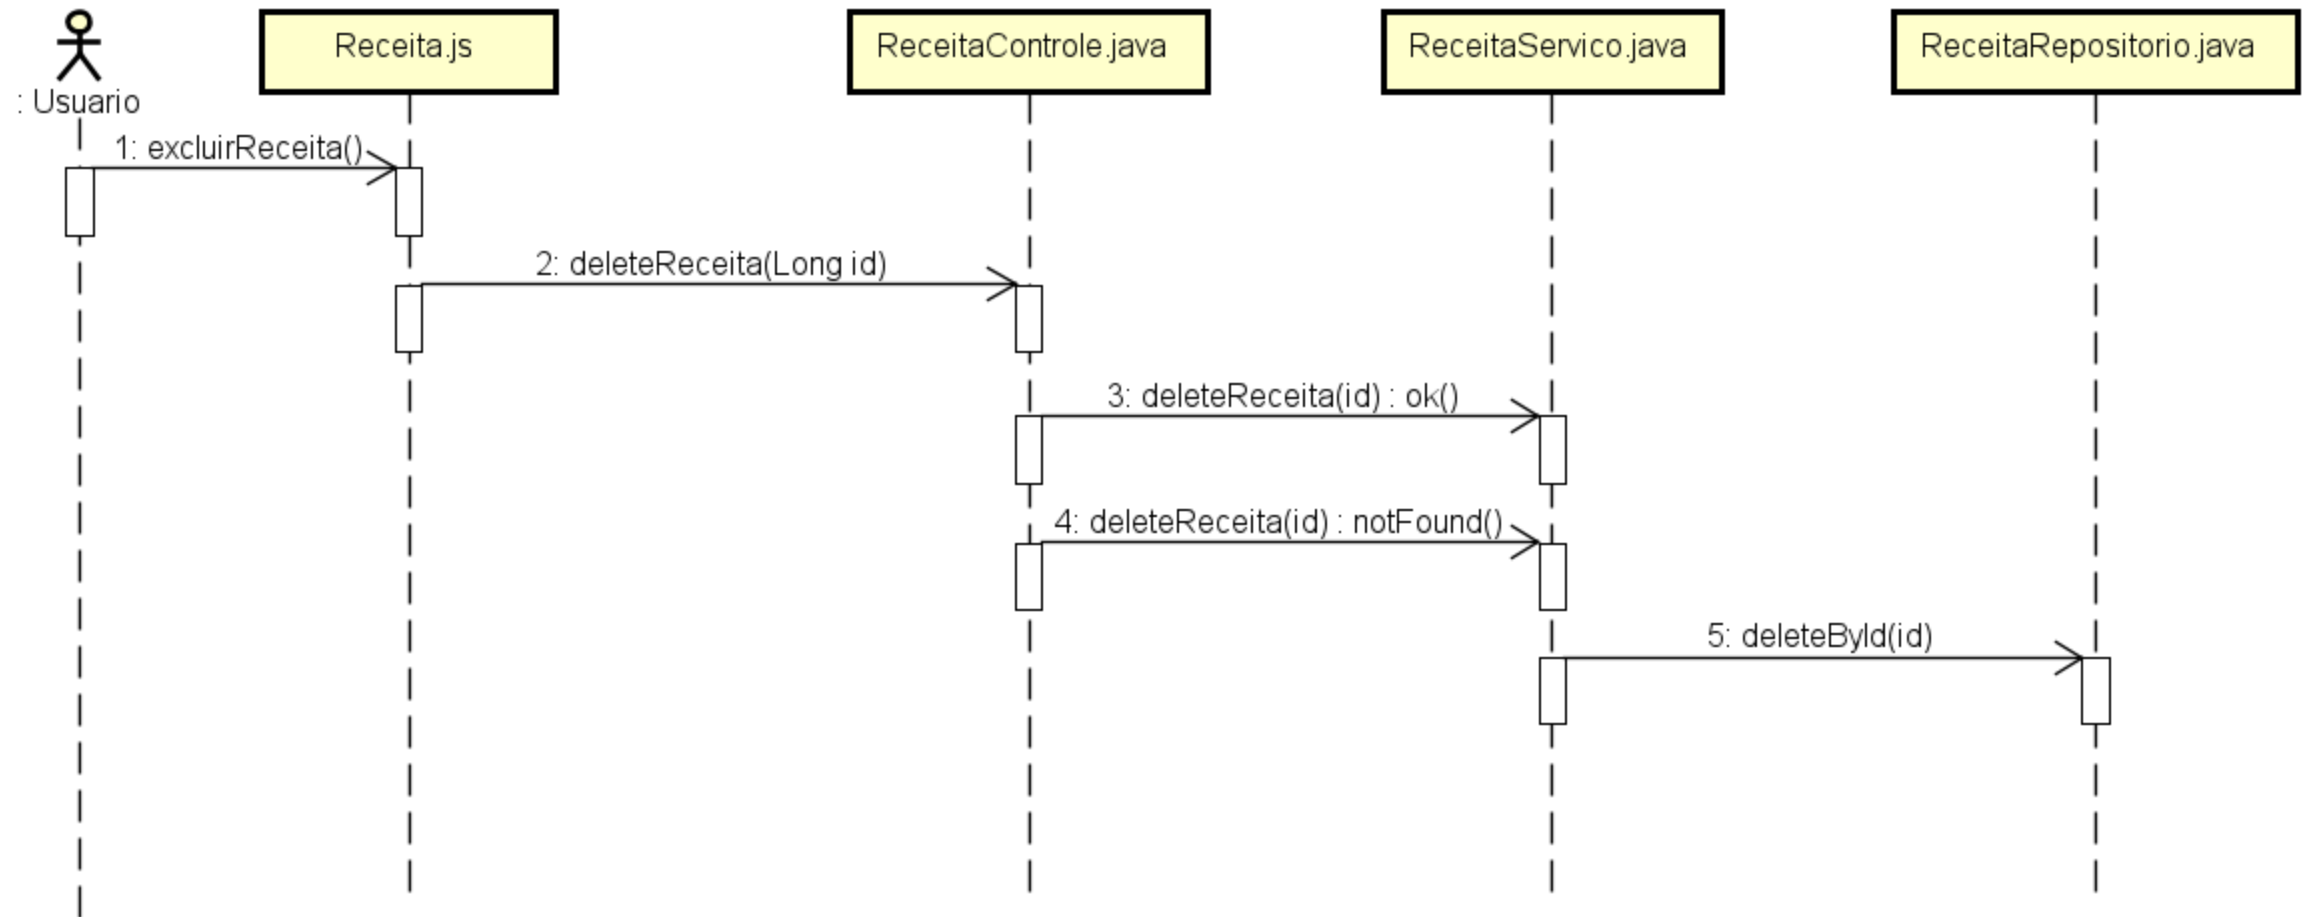 Receita.js
ReceitaControle.java
ReceitaServico.java
ReceitaRepositorio.java
: Usuario
1: excluirReceita()
2: deleteReceita(Long id)
3: deleteReceita(id) : ok()
4: deleteReceita(id) : notFound()
5: deleteById(id)